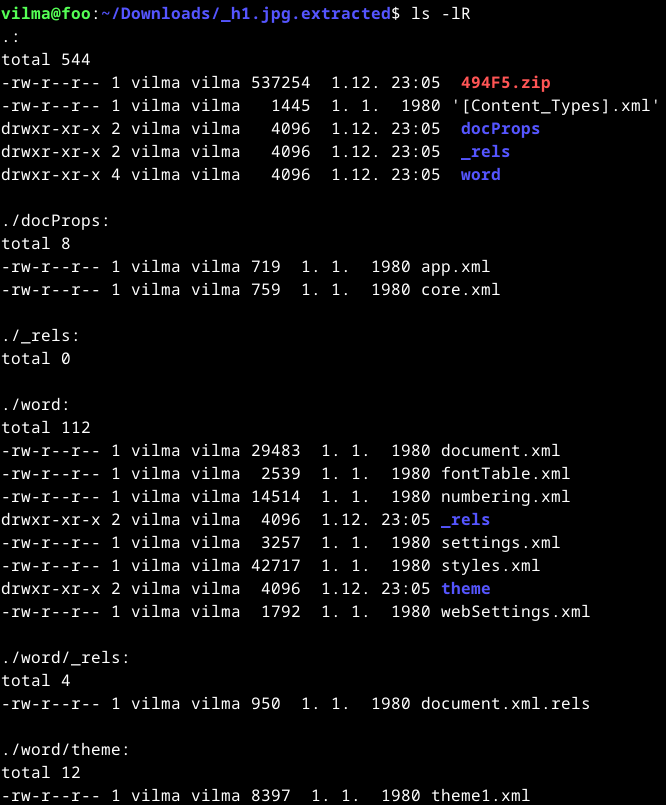 vilma@foo:~/Downloads/_h1.jpg.extracted$ ls -lR
.:
total 544
-rw-r--r-- 1 vilma vilma 537254  1.12. 23:05  494F5.zip
-rw-r--r-- 1 vilma vilma   1445  1. 1.  1980 '[Content_Types].xml'
drwxr-xr-x 2 vilma vilma   4096  1.12. 23:05  docProps
drwxr-xr-x 2 vilma vilma   4096  1.12. 23:05  _rels
drwxr-xr-x 4 vilma vilma   4096  1.12. 23:05  word

./docProps:
total 8
-rw-r--r-- 1 vilma vilma 719  1. 1.  1980 app.xml
-rw-r--r-- 1 vilma vilma 759  1. 1.  1980 core.xml

./_rels:
total 0

./word:
total 112
-rw-r--r-- 1 vilma vilma 29483  1. 1.  1980 document.xml
-rw-r--r-- 1 vilma vilma  2539  1. 1.  1980 fontTable.xml
-rw-r--r-- 1 vilma vilma 14514  1. 1.  1980 numbering.xml
drwxr-xr-x 2 vilma vilma  4096  1.12. 23:05 _rels
-rw-r--r-- 1 vilma vilma  3257  1. 1.  1980 settings.xml
-rw-r--r-- 1 vilma vilma 42717  1. 1.  1980 styles.xml
drwxr-xr-x 2 vilma vilma  4096  1.12. 23:05 theme
-rw-r--r-- 1 vilma vilma  1792  1. 1.  1980 webSettings.xml

./word/_rels:
total 4
-rw-r--r-- 1 vilma vilma 950  1. 1.  1980 document.xml.rels

./word/theme:
total 12
-rw-r--r-- 1 vilma vilma 8397  1. 1.  1980 theme1.xml